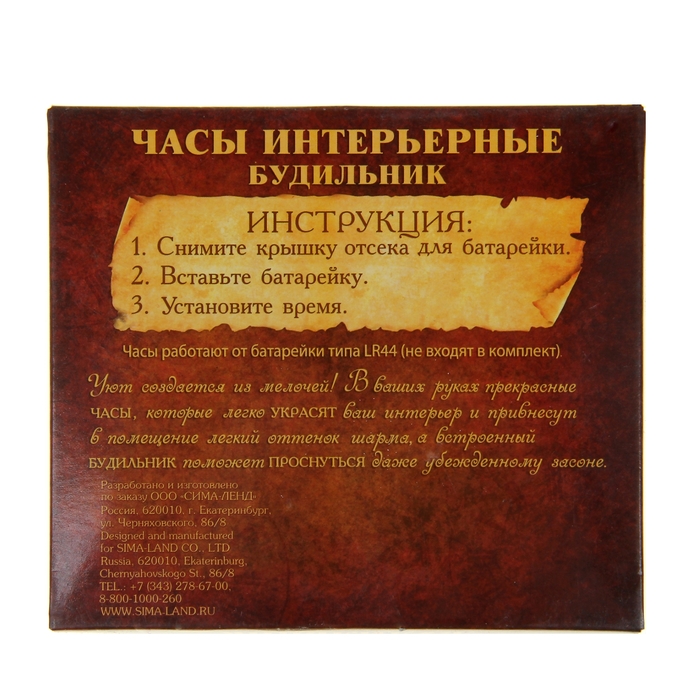 ЧАСЫ ИНТЕРЬЕРНЫЕ
БУДИЛЬНИК
ИНСТРУКЦИЯ:
1. Снимите крышку отсека для батарейки.
2. Вставьте батарейку.
3. Установите время.
Часы работают от батарейки типа LR44 (не входят в комплект).
Уют создается из мелочей! В ваших руках прекрасные
ЧАСЫ, которые легко УКРАСЯТ ваш интерьер и привнесут
в помещение легкий оттенок шарма, а встроенный
БУДИЛЬНИК поможет ПРОСНУТЬСЯ даже убежденному засоне.
Разработано и изготовлено
по заказу ООО «СИМА-ЛЕНД»
Россия, 620010, г. Екатеринбург,
ул. Черняховского, 86/8
Designed and manufactured
for SIMA-LAND CO., LTD
Russia, 620010, Ekaterinburg,
Chernyahovskogo St., 86/8
TEL.: +7 (343) 278-67-00,
8-800-1000-260
WWW.SIMA-LAND.RU